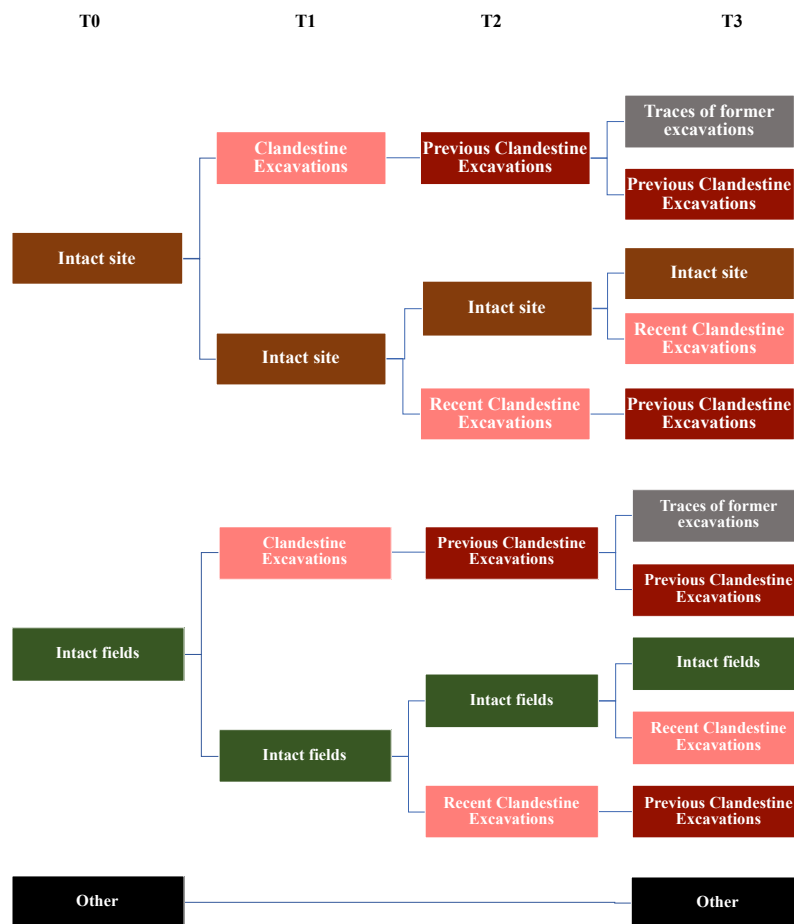 T0 T1 T2 T3
Traces of former
excavations
Clandestine
Excavations
Previous Clandestine
Excavations
Previous Clandestine
Excavations
Intact site
Intact site
Intact site
Recent Clandestine
Excavations
Intact site
Recent Clandestine
Excavations
Previous Clandestine
Excavations
Traces of former
excavations
Clandestine
Excavations
Previous Clandestine
Excavations
Previous Clandestine
Excavations
Intact fields
Intact fields
Intact fields
Recent Clandestine
Excavations
Intact fields
Recent Clandestine
Excavations
Previous Clandestine
Excavations
Other
Other